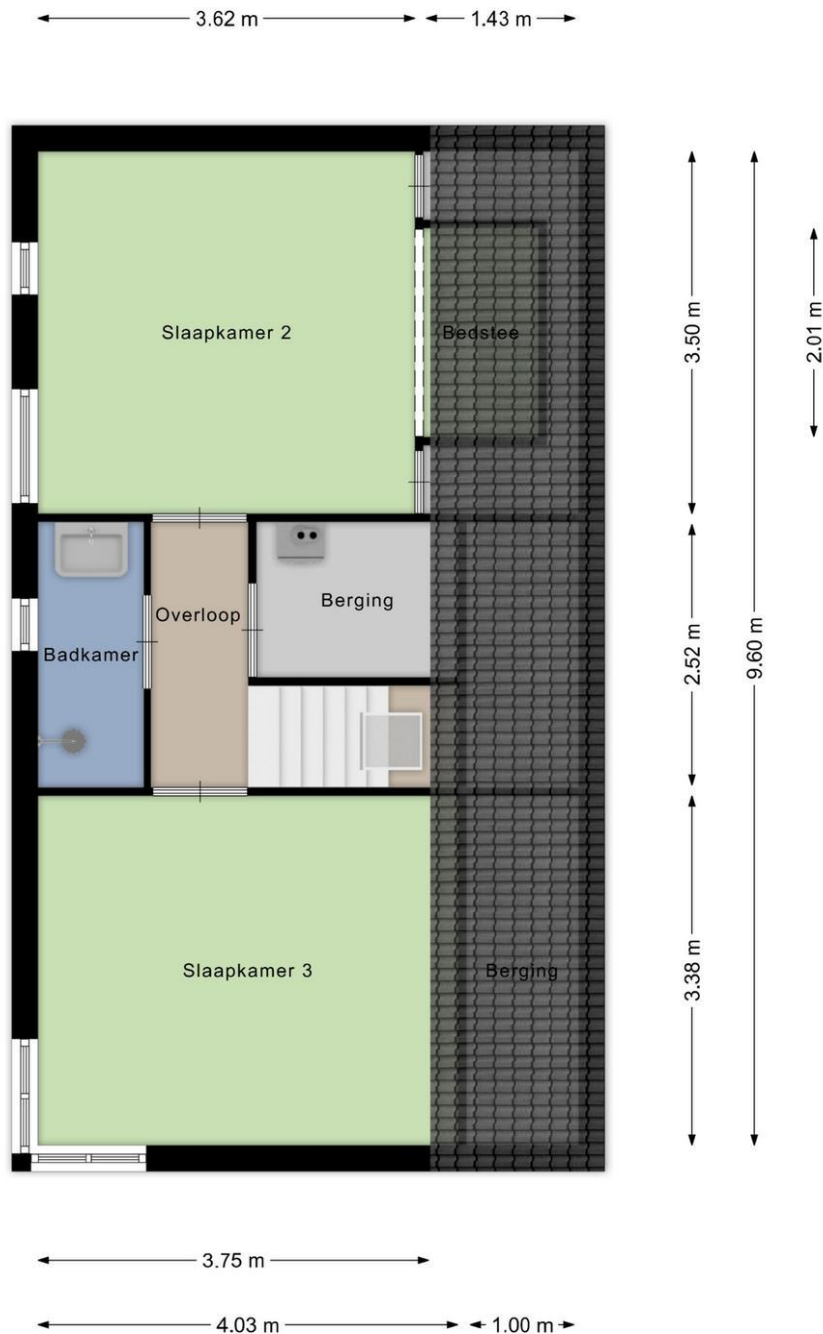 3.62 m
1.43 m
Slaapkamer 2
Bedstee
3.50 m
2.01 m
Overloop
Berging
Badkamer
2.52 m
9.60 m
Slaapkamer 3
Berging
3.38 m
3.75 m
4.03 m
1.00 m